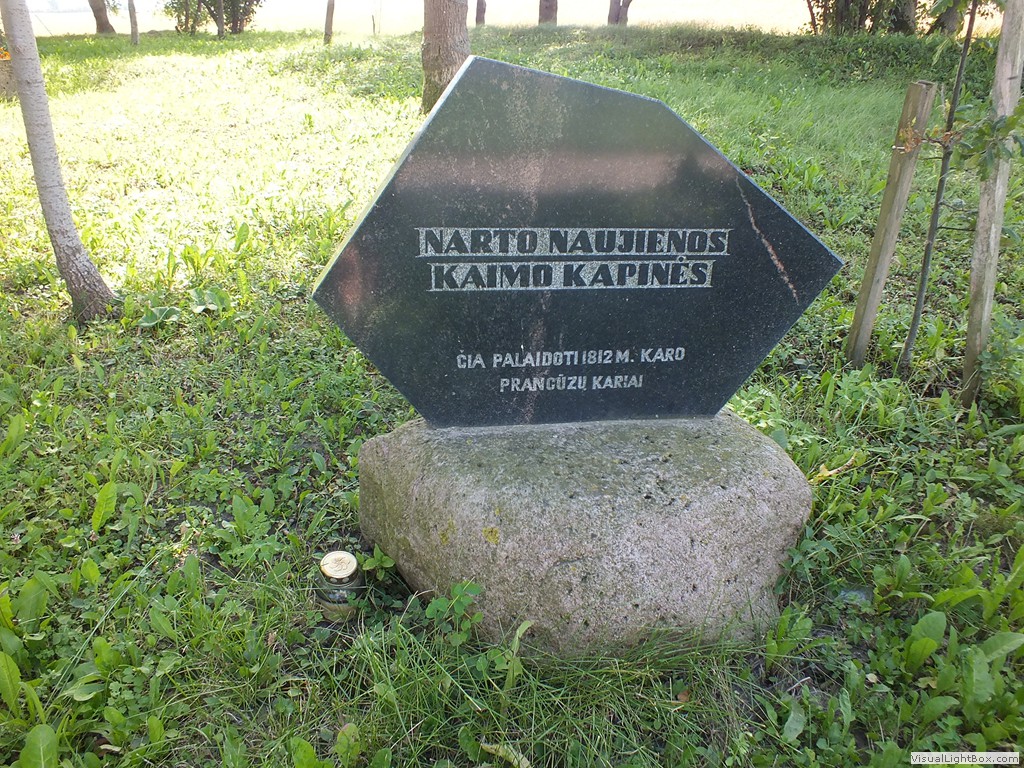 NARTO NAUJIENOS
KAIMO KAPINĖS
ČIA PALAIDOTI 1812 M. KARO
PRANCŪZŲ KARIAI
VisualLightBox.com